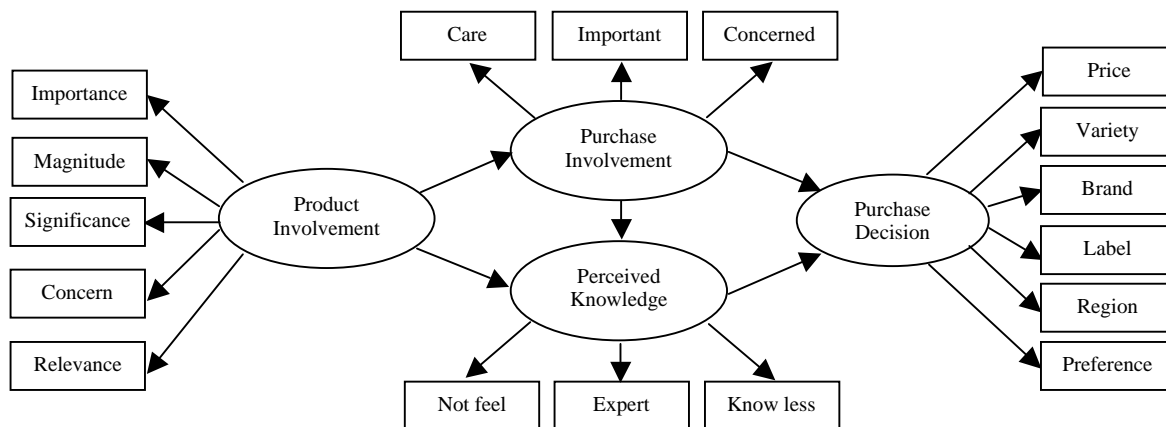 Care
Important
Concerned
Importance
Magnitude
Significance
Concern
Relevance
Product
Involvement
Purchase
Involvement
Perceived
Knowledge
Purchase
Decision
Price
Variety
Brand
Label
Region
Preference
Not feel
Expert
Know less